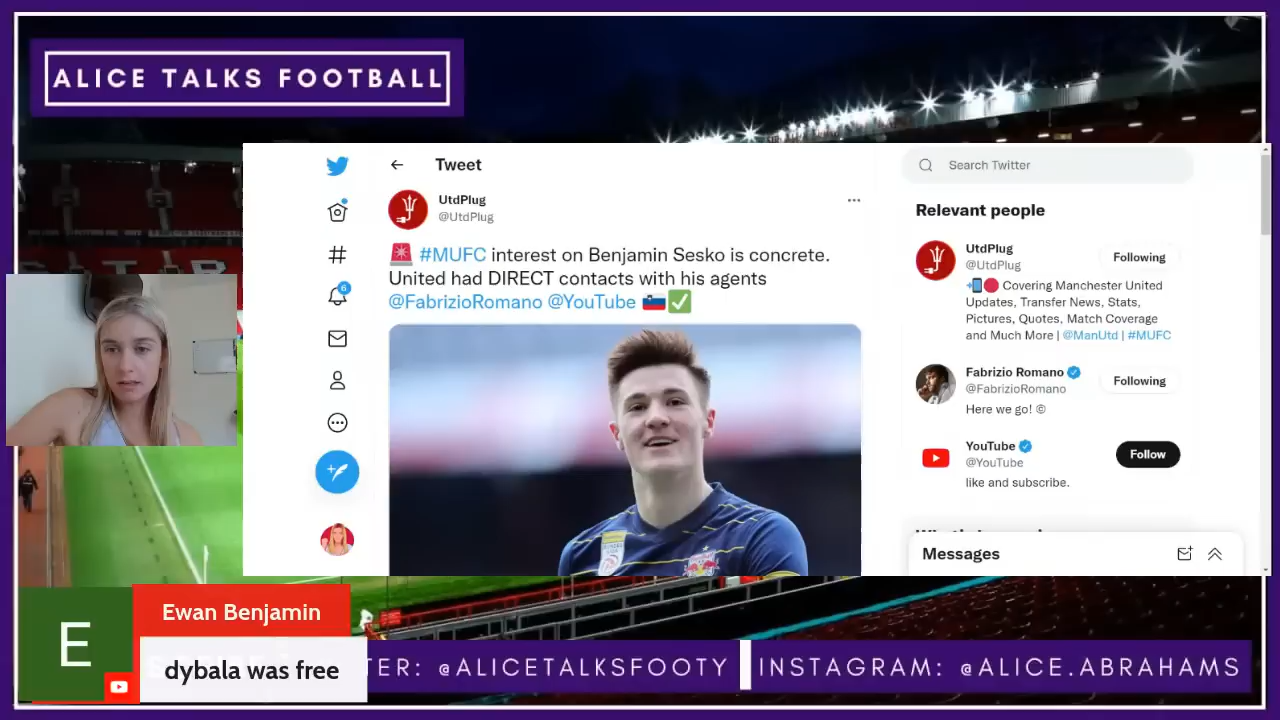 ALICE TALKS FOOTBALL
Tweet
Search Twitter
UtdPlug
@UtdPlug
Relevant people
🚨 #MUFC interest on Benjamin Sesko is concrete.
United had DIRECT contacts with his agents
@FabrizioRomano @YouTube 🇸🇮✅
UtdPlug
@UtdPlug
Following
📲🔴 Covering Manchester United
Updates, Transfer News, Stats,
Pictures, Quotes, Match Coverage
and Much More | @ManUtd | #MUFC
6
Fabrizio Romano
@FabrizioRomano
Following
Here we go! ©
YouTube
@YouTube
Follow
like and subscribe.
Messages
E
Ewan Benjamin
dybala was free
TER: @ALICETALKSFOOTY
INSTAGRAM: @ALICE.ABRAHAMS